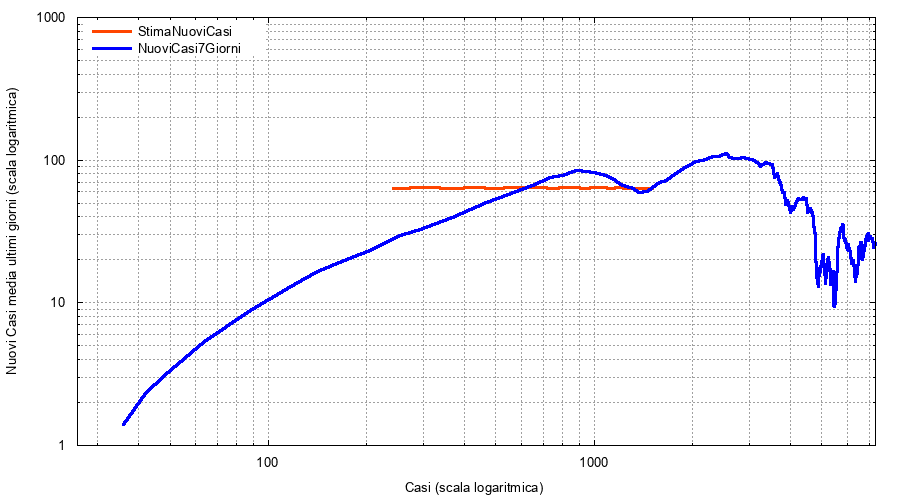 1000
StimaNuoviCasi
NuoviCasi7Giorni
100
10
1
Nuovi Casi media ultimi giorni (scala logaritmica)
100
1000
Casi (scala logaritmica)